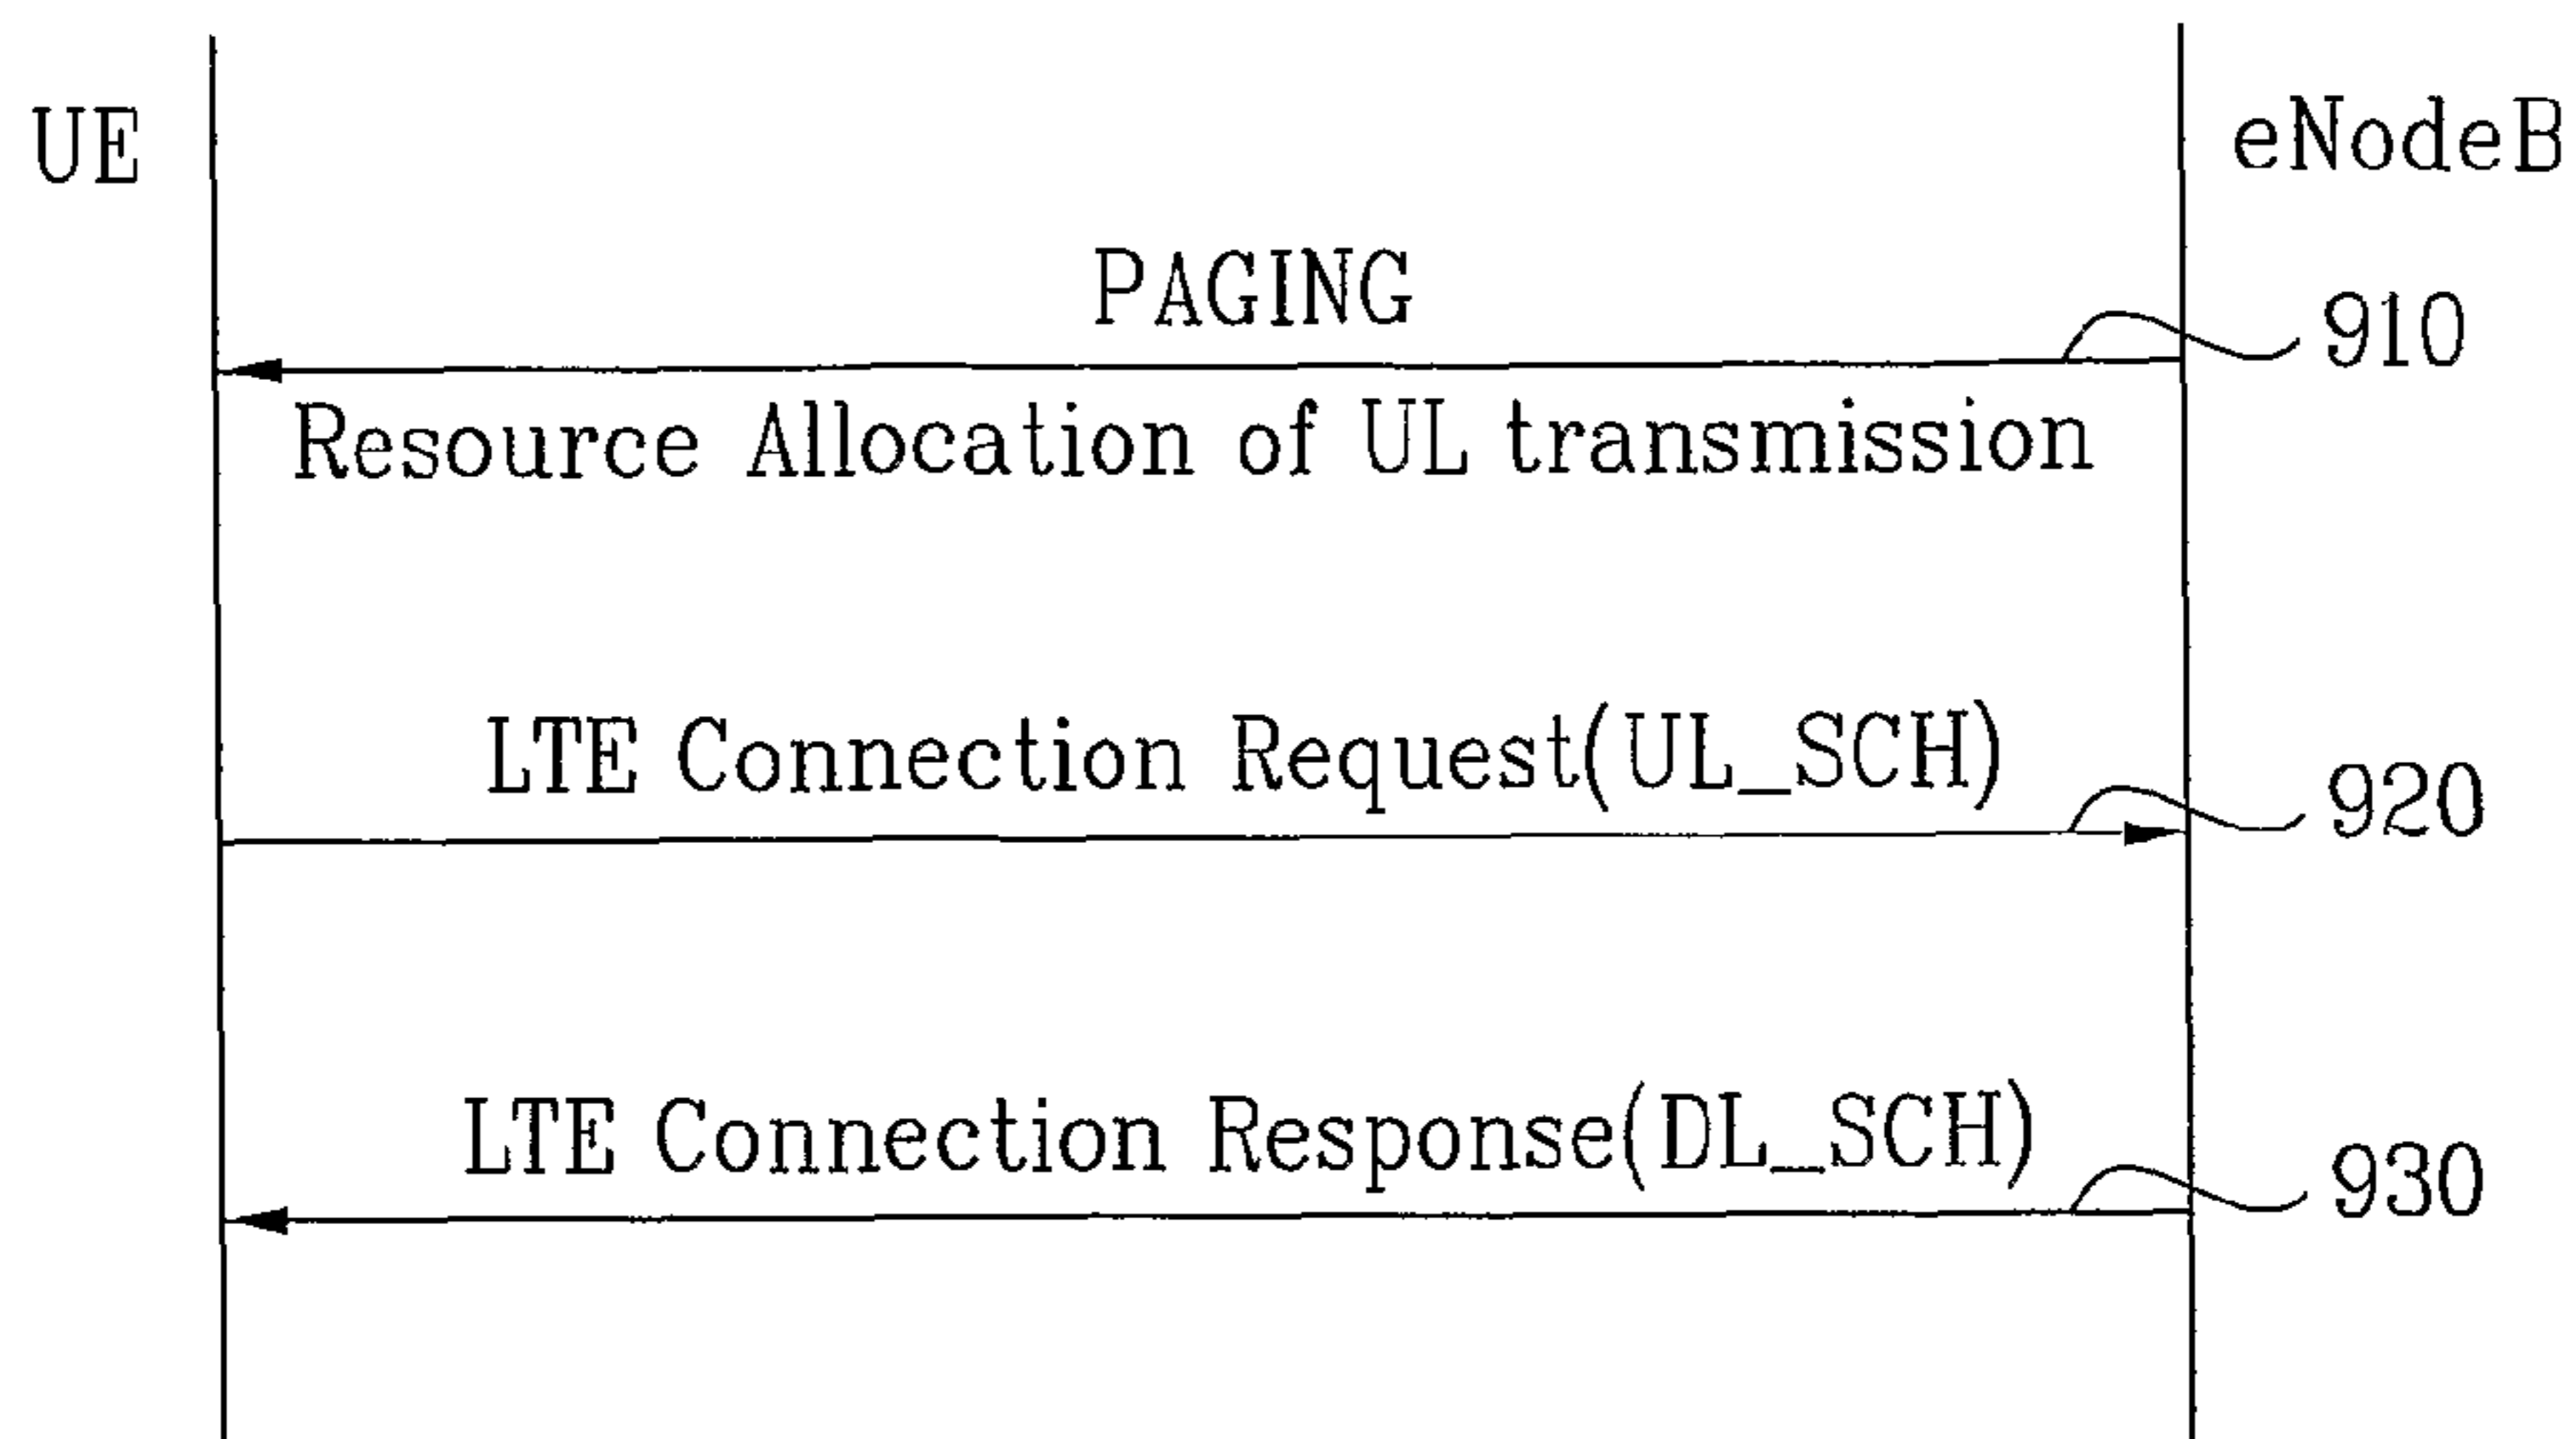 UE
eNodeB
PAGING
910
Resource Allocation of UL transmission
LTE Connection Request(UL_SCH)
920
LTE Connection Response(DL_SCH)
930